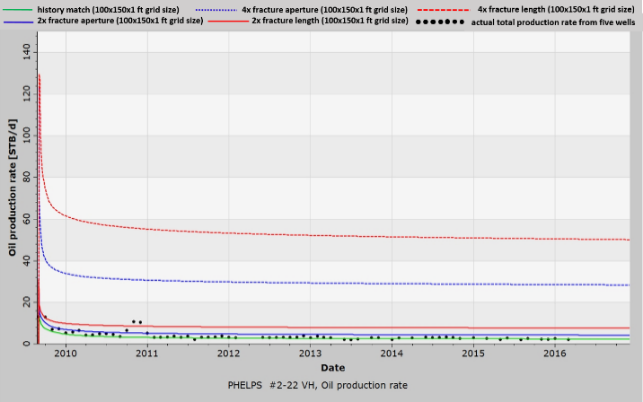 history match (100x150x1 ft grid size) 4x fracture aperture (100x150x1 ft grid size) 4x fracture length (100x150x1 ft grid size)
2x fracture aperture (100x150x1 ft grid size) 2x fracture length (100x150x1 ft grid size) actual total production rate from five wells
140
120
100
80
60
40
20
0
Oil production rate [STB/d]
2010 2011 2012 2013 2014 2015 2016
Date
PHELPS #2-22 VH, Oil production rate